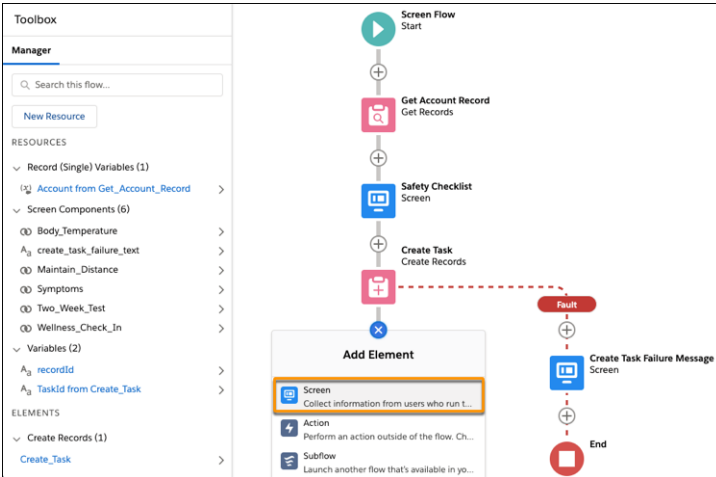 Toolbox
Manager
Search this flow...
New Resource
RESOURCES
Record (Single) Variables (1)
Account from Get_Account_Record
Screen Components (6)
Body_Temperature
create_task_failure_text
Maintain_Distance
Symptoms
Two_Week_Test
Wellness_Check_In
Variables (2)
recordId
TaskId from Create_Task
ELEMENTS
Create Records (1)
Create_Task
Screen Flow
Start
Get Account Record
Get Records
Safety Checklist
Screen
Create Task
Create Records
Fault
Create Task Failure Message
Screen
End
Add Element
Screen
Collect information from users who run t...
Action
Perform an action outside of the flow. Ch...
Subflow
Launch another flow that's available in yo...